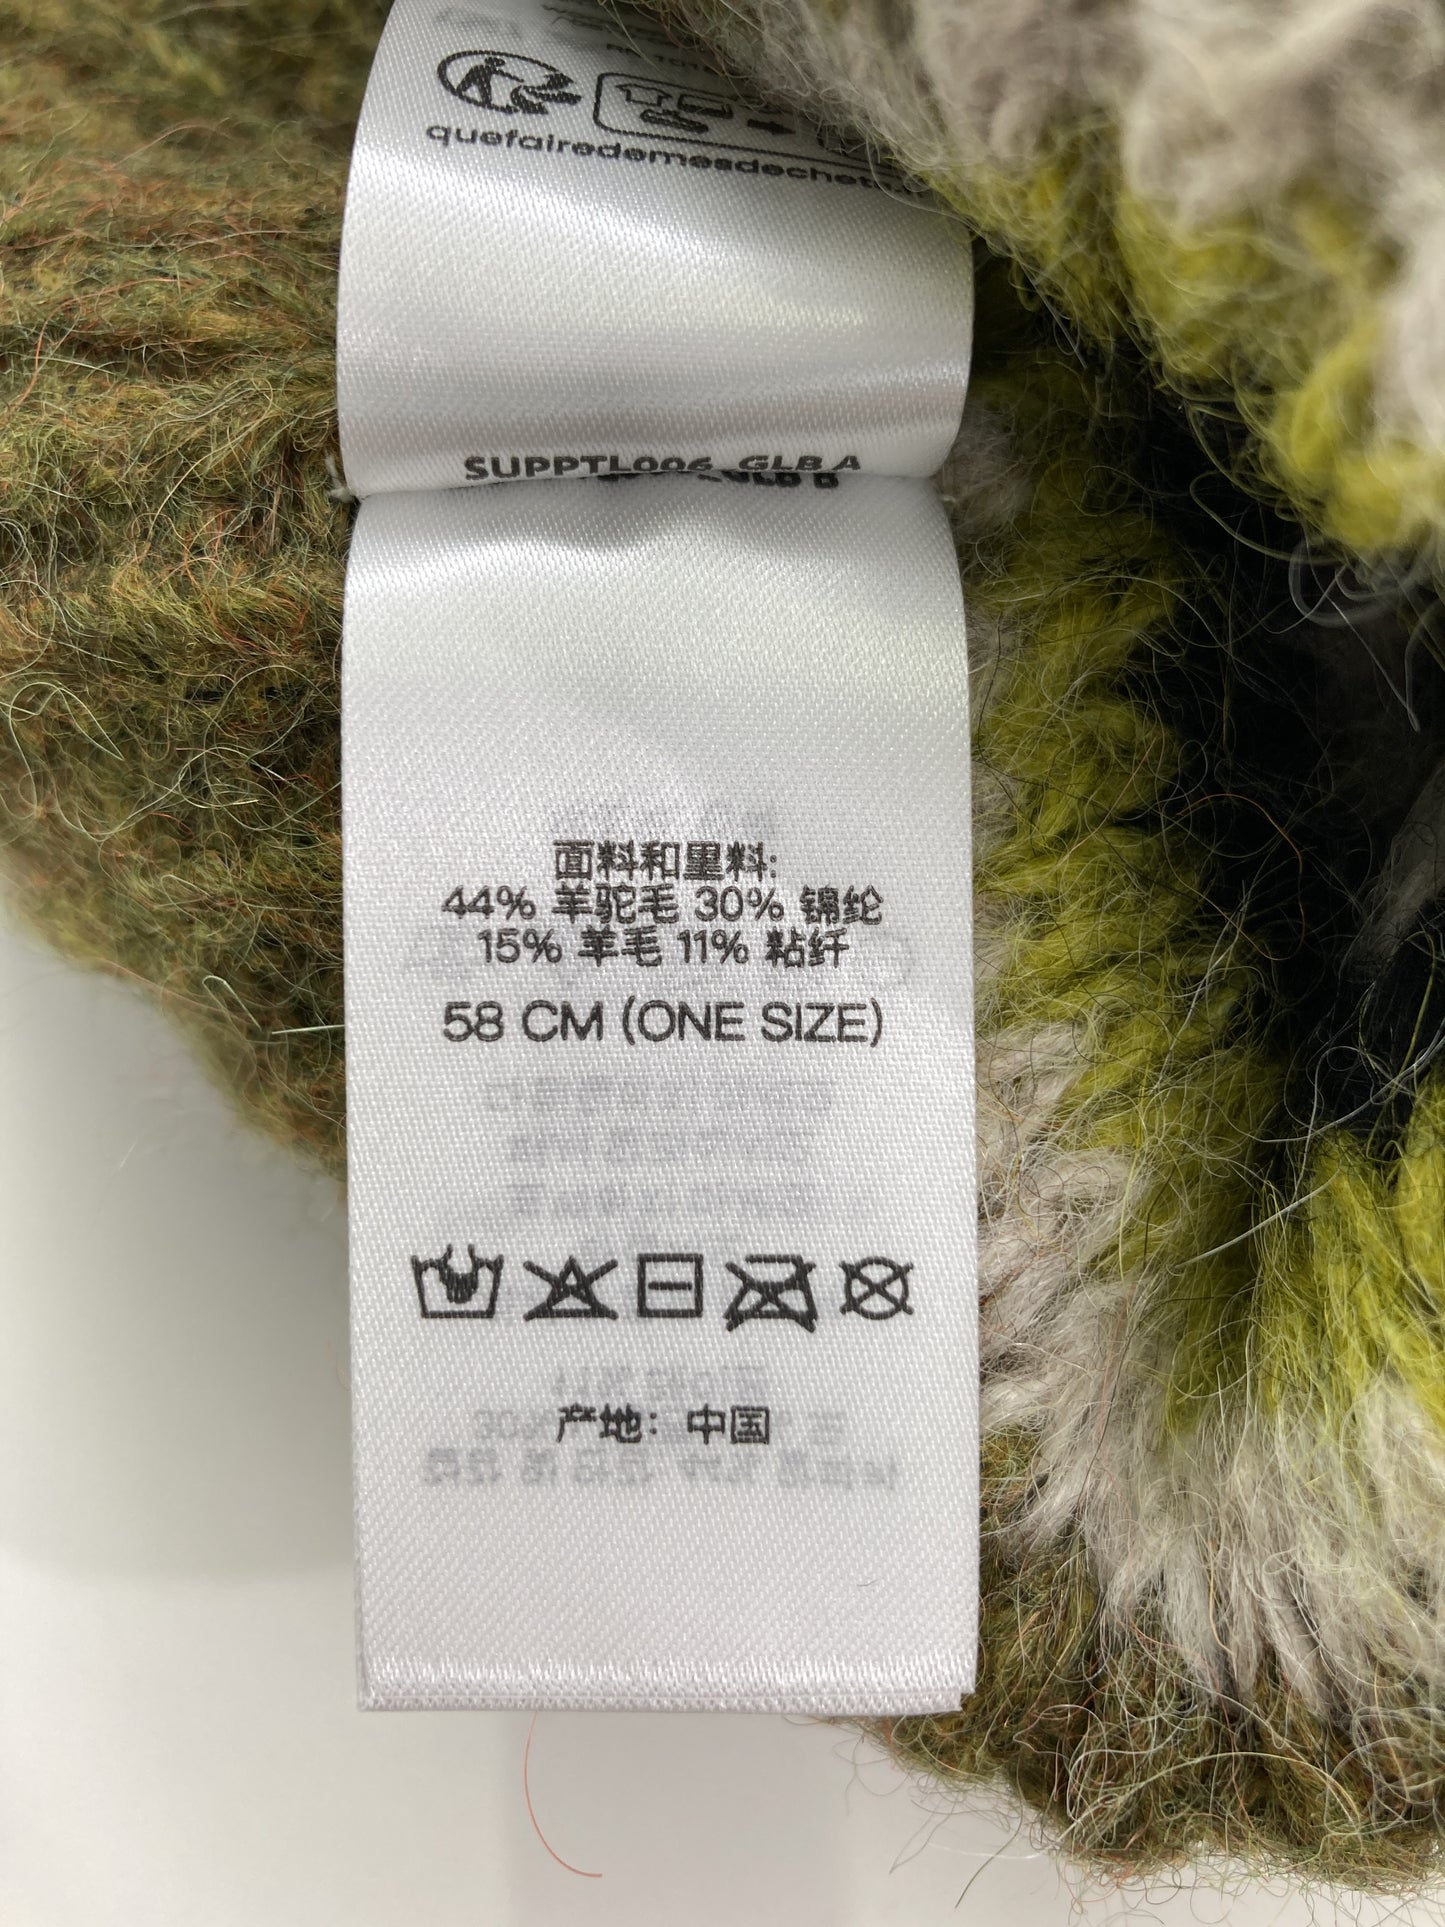 quefairedemesdechets
SUPPTL006_GLB A
GLB B
面料和里料:
44% 羊驼毛 30% 锦纶
15% 羊毛 11% 粘纤
58 CM (ONE SIZE)
产地：中国